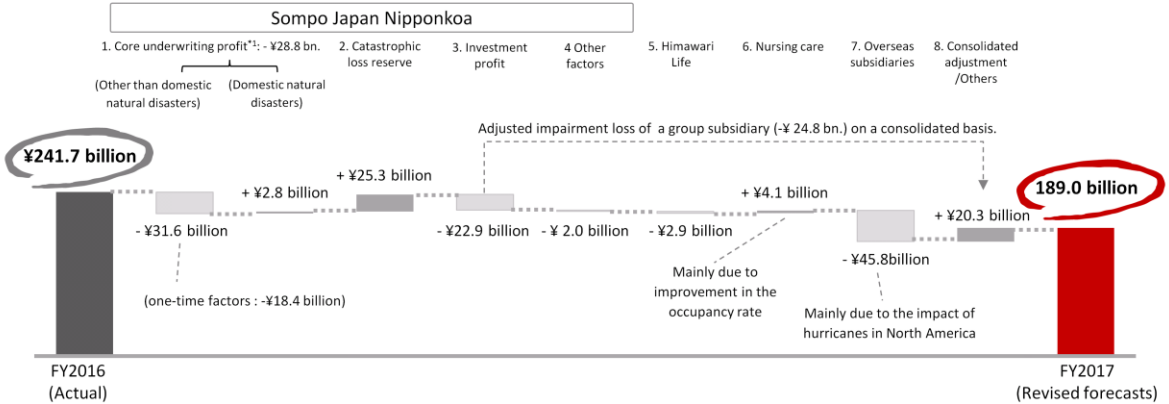 Sompo Japan Nipponkoa
1. Core underwriting profit*1: - ¥28.8 bn.
(Other than domestic
natural disasters)
(Domestic natural
disasters)
2. Catastrophic
loss reserve
3. Investment
profit
4 Other
factors
5. Himawari
Life
6. Nursing care
7. Overseas
subsidiaries
8. Consolidated
adjustment
/Others
Adjusted impairment loss of a group subsidiary (-¥ 24.8 bn.) on a consolidated basis.
¥241.7 billion
- ¥31.6 billion
+ ¥2.8 billion
+ ¥25.3 billion
- ¥22.9 billion
- ¥ 2.0 billion
- ¥2.9 billion
+ ¥4.1 billion
- ¥45.8billion
+ ¥20.3 billion
189.0 billion
(one-time factors : -¥18.4 billion)
Mainly due to
improvement in the
occupancy rate
Mainly due to the impact of
hurricanes in North America
FY2016
(Actual)
FY2017
(Revised forecasts)